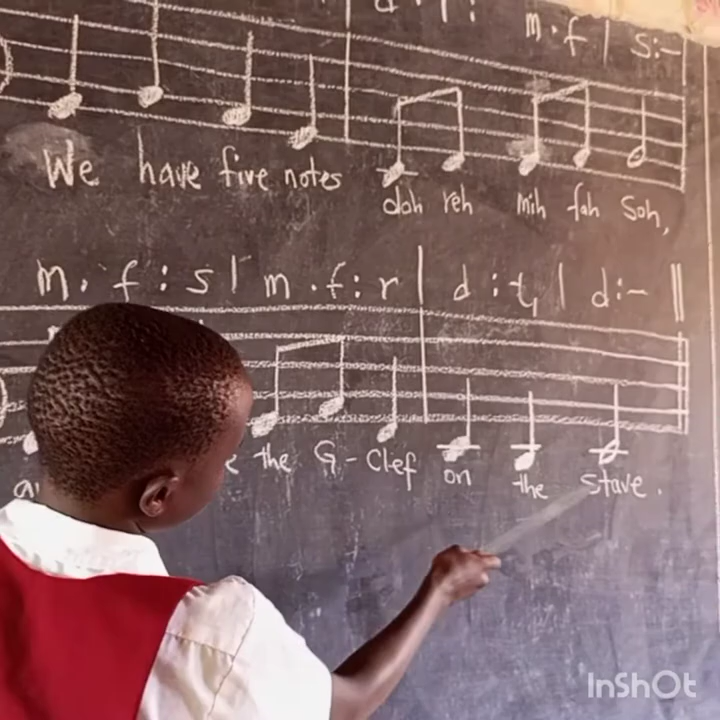 m . f | s :–
We have five notes doh reh mih fah Soh,
m . f : s | m . f : r | d : t, | d :– ||
the G-Clef on the stave.
InShOt